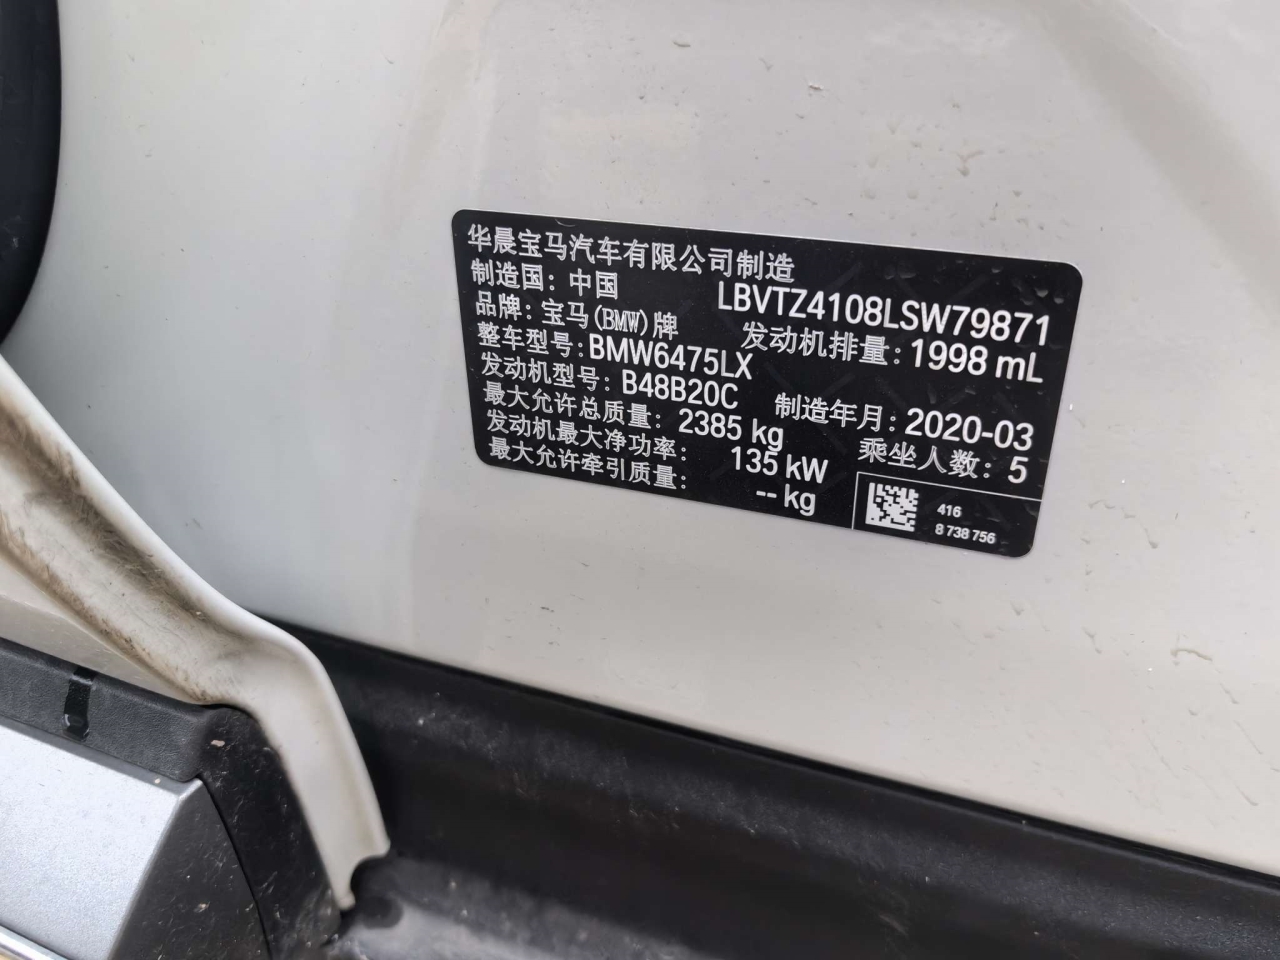 华晨宝马汽车有限公司制造
制造国：中国
LBVTZ4108LSW79871
品牌：宝马(BMW)牌
发动机排量：1998 mL
整车型号：BMW6475LX
发动机型号：B48B20C
制造年月：2020-03
最大允许总质量：2385 kg
乘坐人数：5
发动机最大净功率：135 kW
最大允许牵引质量：-- kg
416
8 738 756